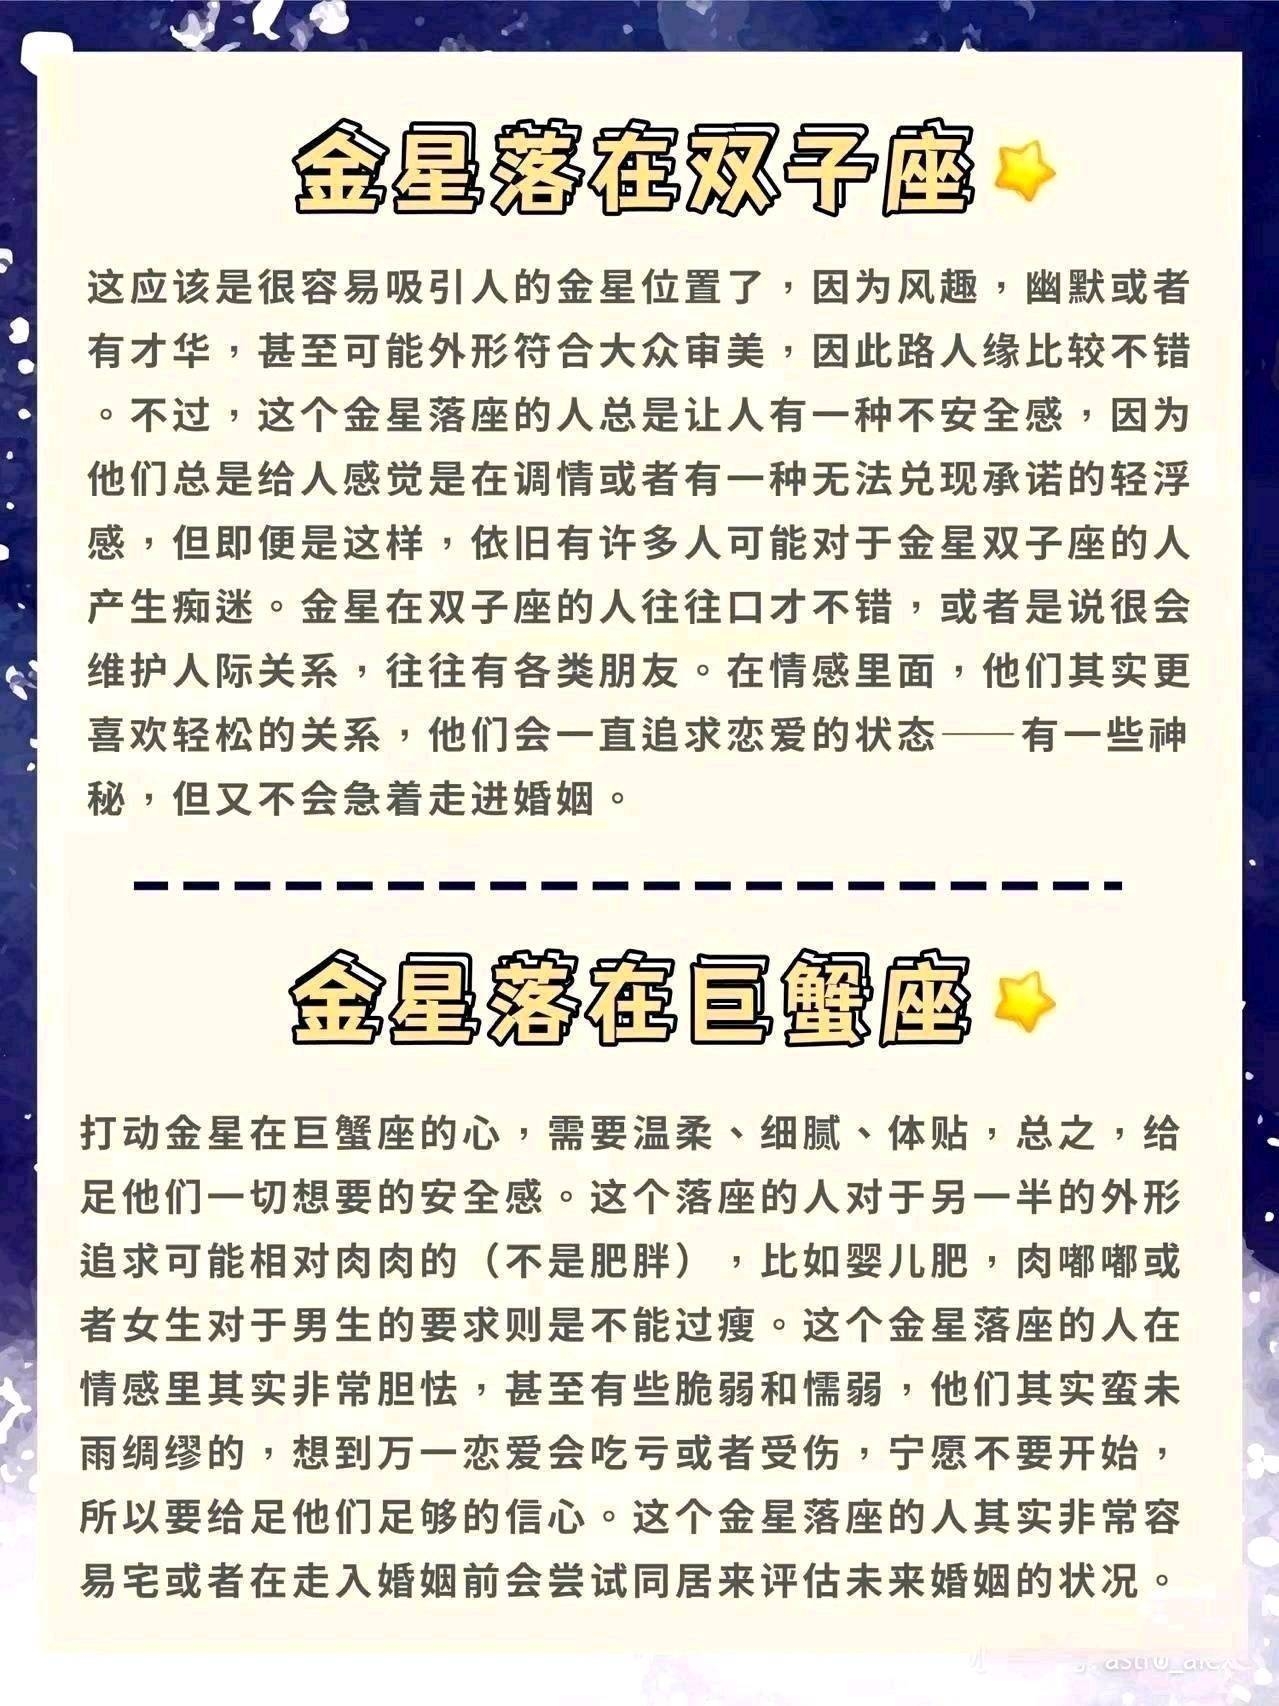 金星落在双子座
这应该是很容易吸引人的金星位置了，因为风趣，幽默或者
有才华，甚至可能外形符合大众审美，因此路人缘比较不错
。不过，这个金星落座的人总是让人有一种不安全感，因为
他们总是给人感觉是在调情或者有一种无法兑现承诺的轻浮
感，但即便是这样，依旧有许多人可能对于金星双子座的人
产生痴迷。金星在双子座的人往往口才不错，或者是说很会
维护人际关系，往往有各类朋友。在情感里面，他们其实更
喜欢轻松的关系，他们会一直追求恋爱的状态——有一些神
秘，但又不会急着走进婚姻。
金星落在巨蟹座
打动金星在巨蟹座的心，需要温柔、细腻、体贴，总之，给
足他们一切想要的安全感。这个落座的人对于另一半的外形
追求可能相对肉肉的（不是肥胖），比如婴儿肥，肉嘟嘟或
者女生对于男生的要求则是不能过瘦。这个金星落座的人在
情感里其实非常胆怯，甚至有些脆弱和懦弱，他们其实蛮未
雨绸缪的，想到万一恋爱会吃亏或者受伤，宁愿不要开始，
所以要给足他们足够的信心。这个金星落座的人其实非常容
易宅或者在走入婚姻前会尝试同居来评估未来婚姻的状况。